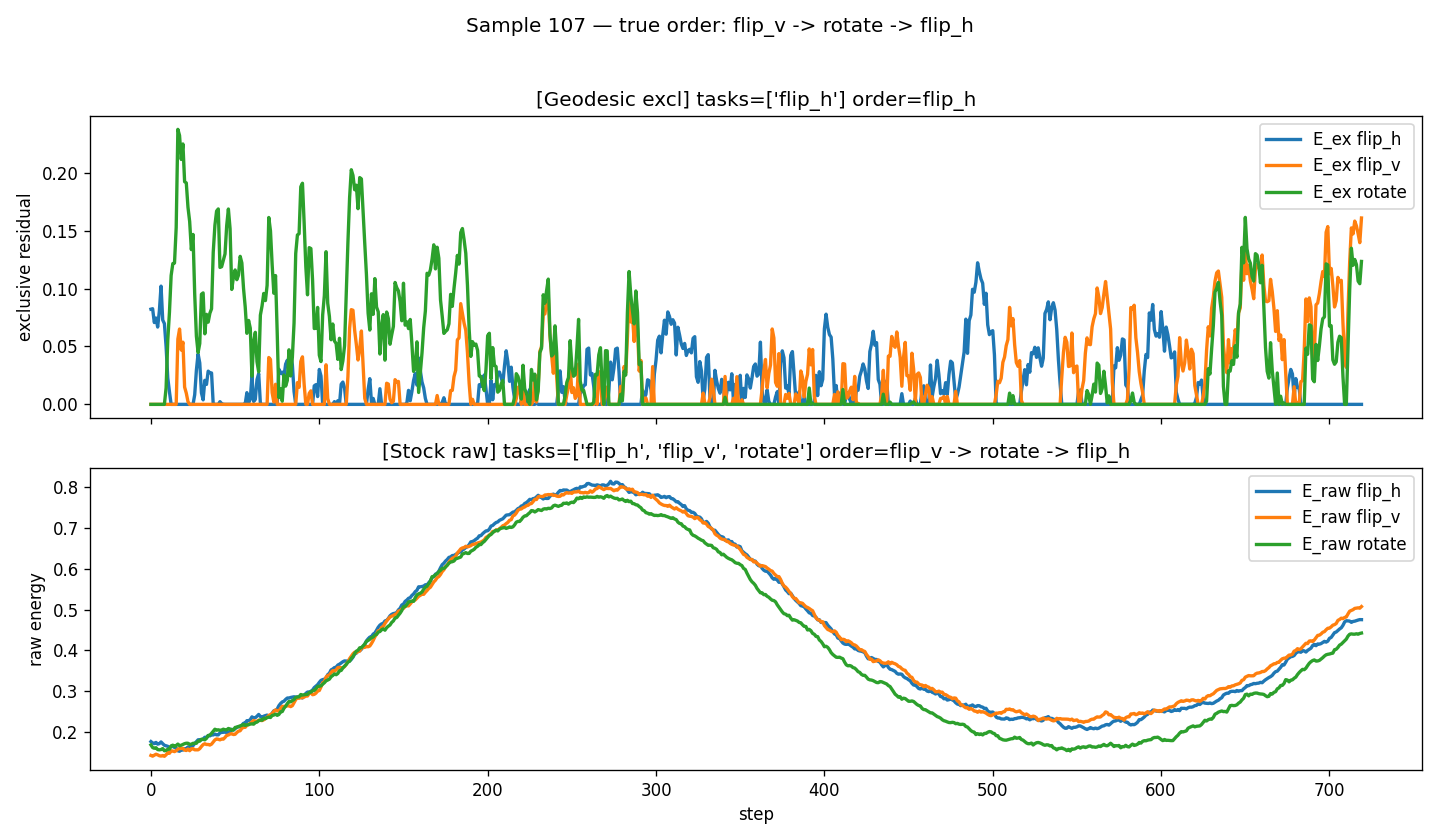 Sample 107 — true order: flip_v -> rotate -> flip_h
[Geodesic excl] tasks=['flip_h'] order=flip_h
exclusive residual
0.20
0.15
0.10
0.05
0.00
E_ex flip_h
E_ex flip_v
E_ex rotate
[Stock raw] tasks=['flip_h', 'flip_v', 'rotate'] order=flip_v -> rotate -> flip_h
raw energy
0.8
0.7
0.6
0.5
0.4
0.3
0.2
E_raw flip_h
E_raw flip_v
E_raw rotate
0 100 200 300 400 500 600 700
step